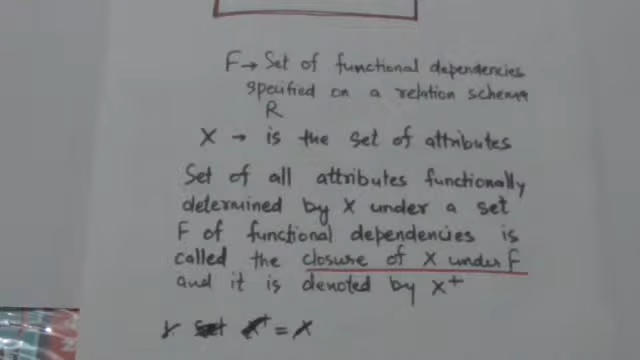 F → Set of functional dependencies
specified on a relation schema
R
X → is the set of attributes
Set of all attributes functionally
determined by X under a set
F of functional dependencies is
called the closure of X under F
and it is denoted by X+
set X+ = X